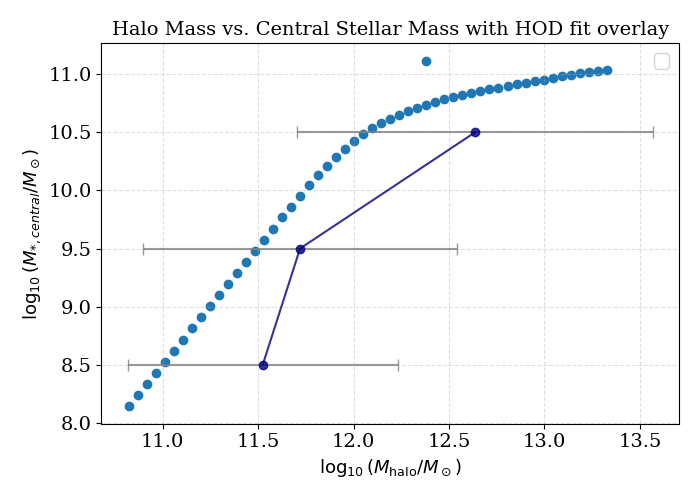 Halo Mass vs. Central Stellar Mass with HOD fit overlay
11.0
10.5
10.0
9.5
9.0
8.5
8.0
log₁₀ (M∗,central/M⊙)
11.0 11.5 12.0 12.5 13.0 13.5
log₁₀ (Mhalo/M⊙)